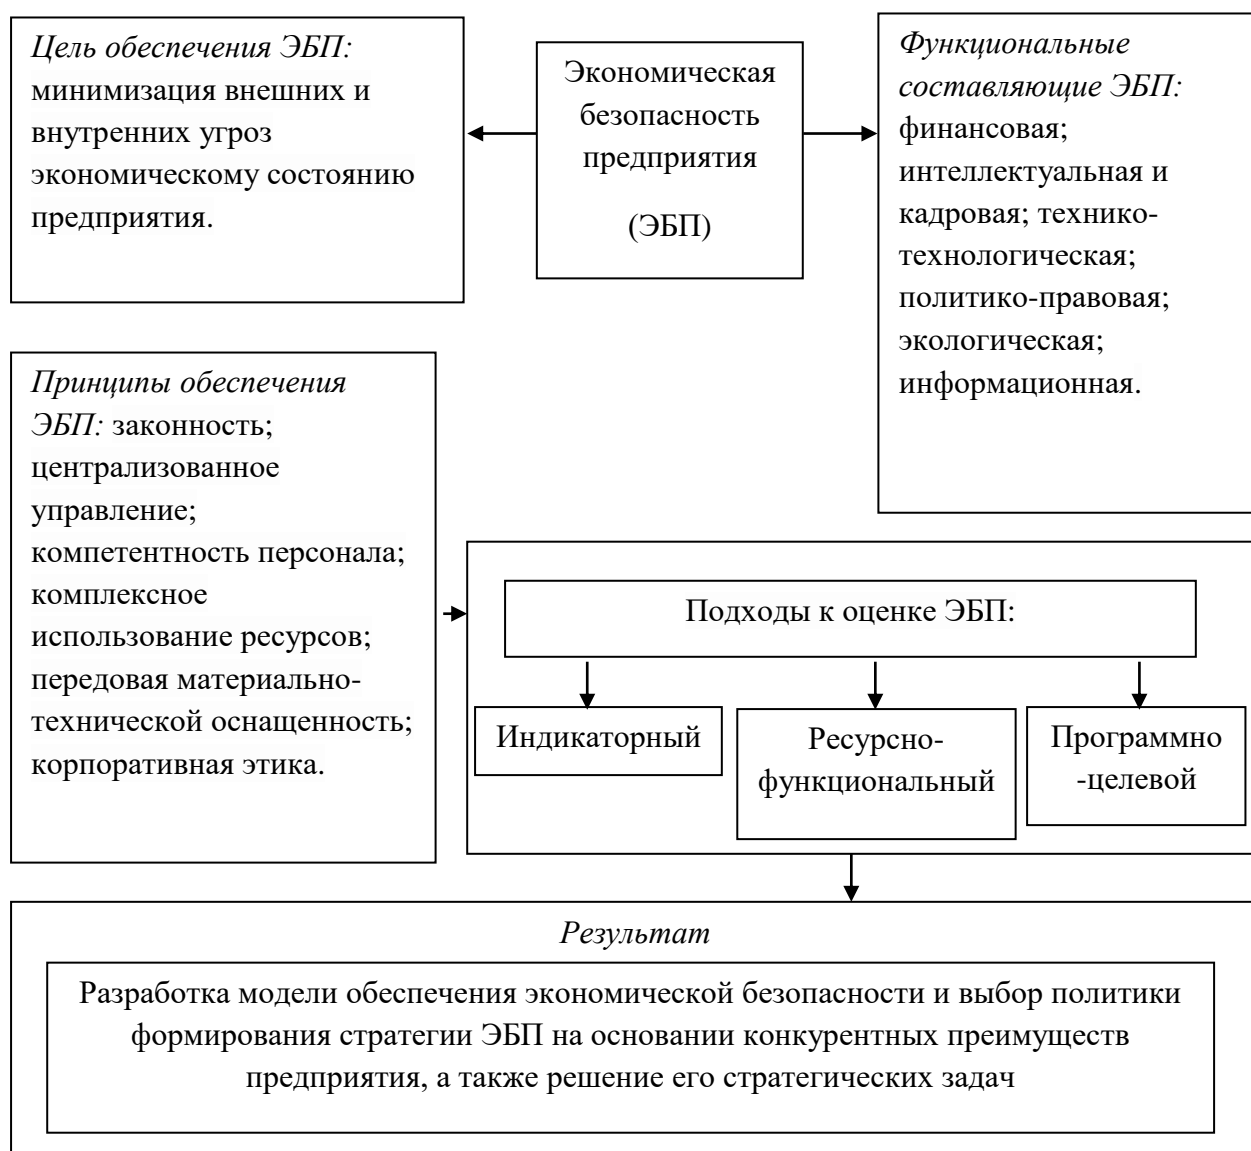 Цель обеспечения ЭБП:
минимизация внешних и
внутренних угроз
экономическому состоянию
предприятия.
Экономическая
безопасность
предприятия
(ЭБП)
Функциональные
составляющие ЭБП:
финансовая;
интеллектуальная и
кадровая; технико-
технологическая;
политико-правовая;
экологическая;
информационная.
Принципы обеспечения
ЭБП: законность;
централизованное
управление;
компетентность персонала;
комплексное
использование ресурсов;
передовая материально-
технической оснащенность;
корпоративная этика.
Подходы к оценке ЭБП:
Индикаторный
Ресурсно-
функциональный
Программно
-целевой
Результат
Разработка модели обеспечения экономической безопасности и выбор политики
формирования стратегии ЭБП на основании конкурентных преимуществ
предприятия, а также решение его стратегических задач